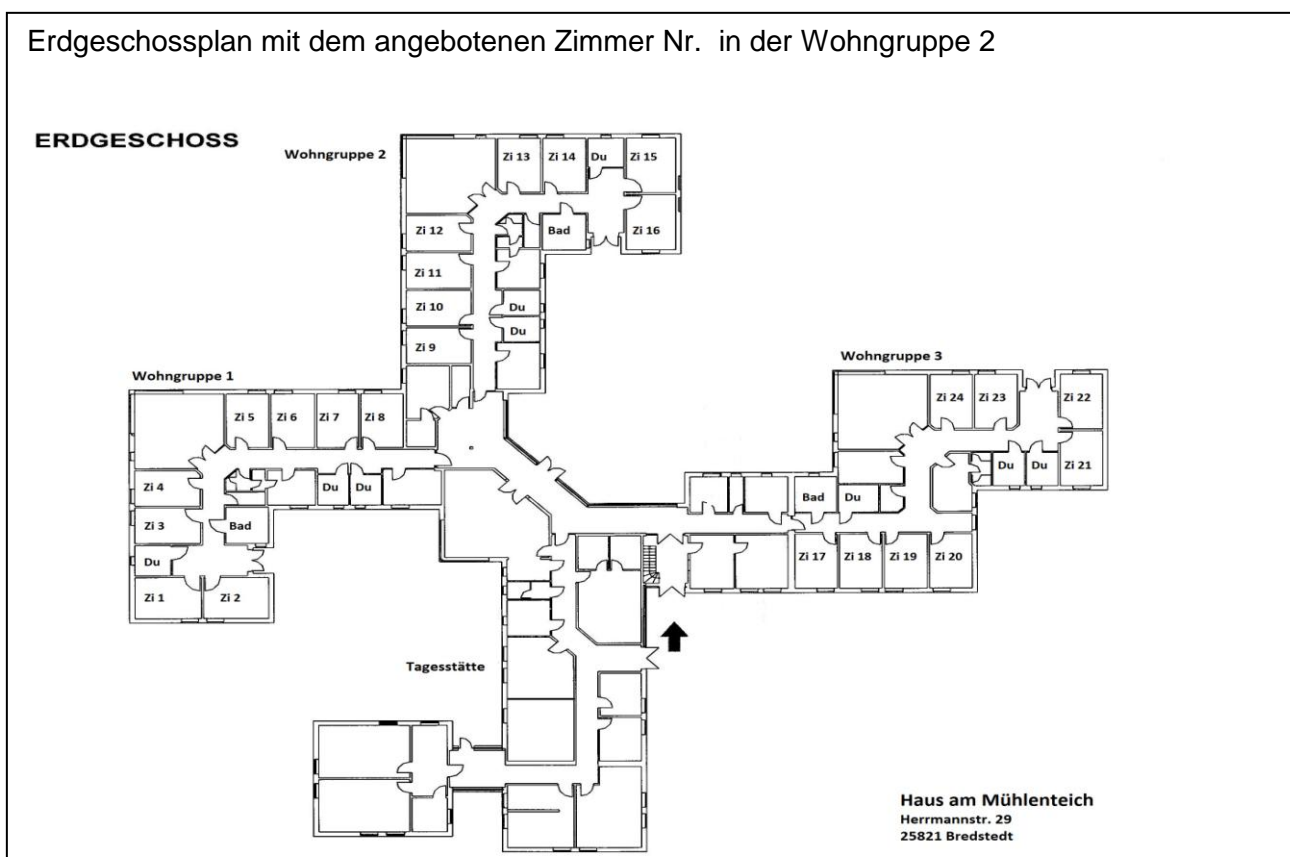 Erdgeschossplan mit dem angebotenen Zimmer Nr.  in der Wohngruppe 2
ERDGESCHOSS
Wohngruppe 2
Zi 13
Zi 14
Du
Zi 15
Zi 12
Bad
Zi 16
Zi 11
Zi 10
Du
Du
Zi 9
Wohngruppe 1
Zi 5
Zi 6
Zi 7
Zi 8
Zi 4
Du
Du
Zi 3
Bad
Du
Zi 1
Zi 2
Wohngruppe 3
Zi 24
Zi 23
Zi 22
Bad
Du
Du
Du
Zi 21
Zi 17
Zi 18
Zi 19
Zi 20
Tagesstätte
Haus am Mühlenteich
Herrmannstr. 29
25821 Bredstedt